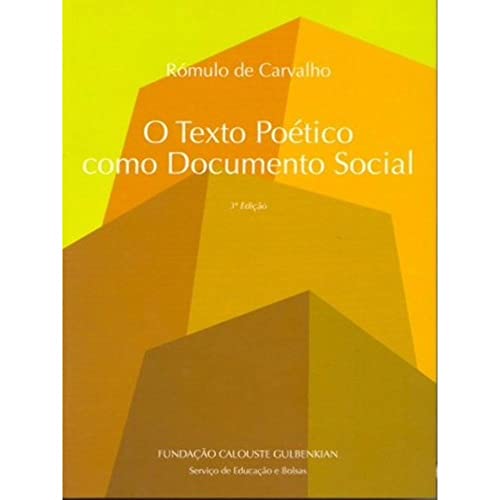 Rómulo de Carvalho
O Texto Poético
como Documento Social
3ª Edição
FUNDAÇÃO CALOUSTE GULBENKIAN
Serviço de Educação e Bolsas